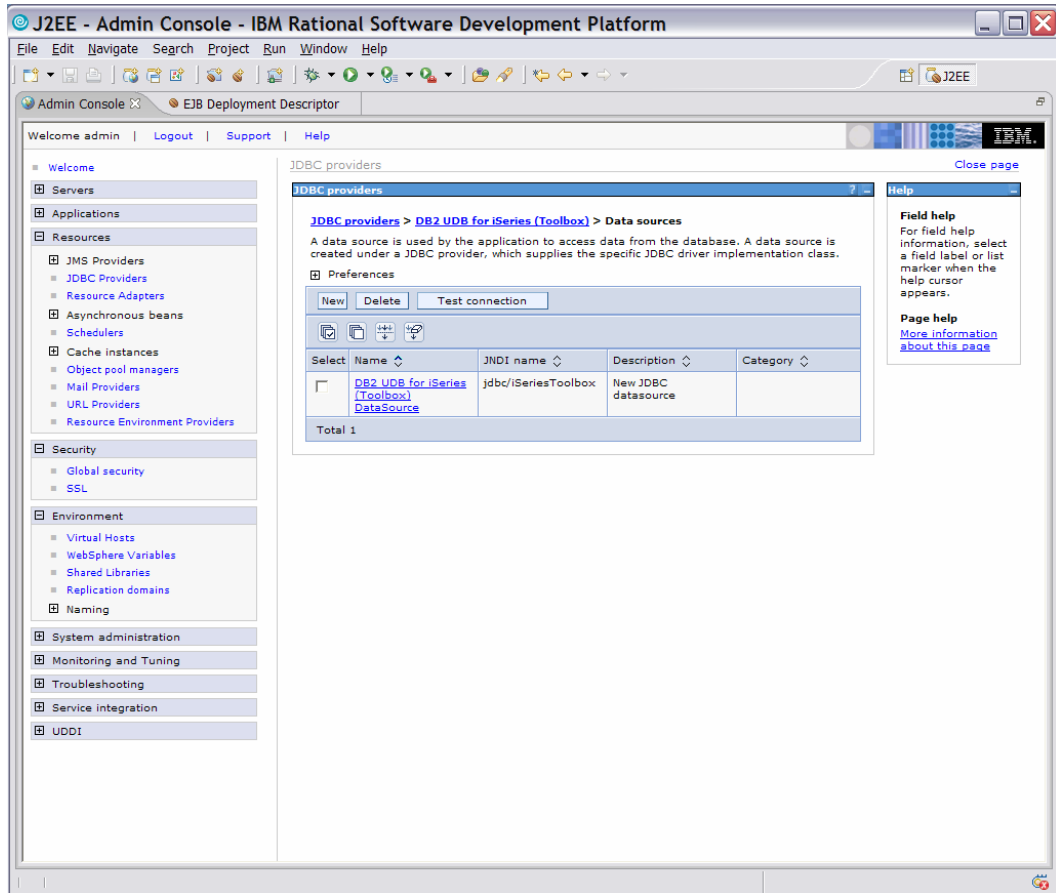 J2EE - Admin Console - IBM Rational Software Development Platform
File Edit Navigate Search Project Run Window Help
J2EE
Admin Console
EJB Deployment Descriptor
Welcome admin | Logout | Support | Help
IBM.
Welcome
Servers
Applications
Resources
JMS Providers
JDBC Providers
Resource Adapters
Asynchronous beans
Schedulers
Cache instances
Object pool managers
Mail Providers
URL Providers
Resource Environment Providers
Security
Global security
SSL
Environment
Virtual Hosts
WebSphere Variables
Shared Libraries
Replication domains
Naming
System administration
Monitoring and Tuning
Troubleshooting
Service integration
UDDI
JDBC providers
Close page
JDBC providers ? _
JDBC providers > DB2 UDB for iSeries (Toolbox) > Data sources
A data source is used by the application to access data from the database. A data source is
created under a JDBC provider, which supplies the specific JDBC driver implementation class.
Preferences
New Delete Test connection
Select Name JNDI name Description Category
DB2 UDB for iSeries
(Toolbox)
DataSource
jdbc/iSeriesToolbox
New JDBC
datasource
Total 1
Help _
Field help
For field help
information, select
a field label or list
marker when the
help cursor
appears.
Page help
More information
about this page